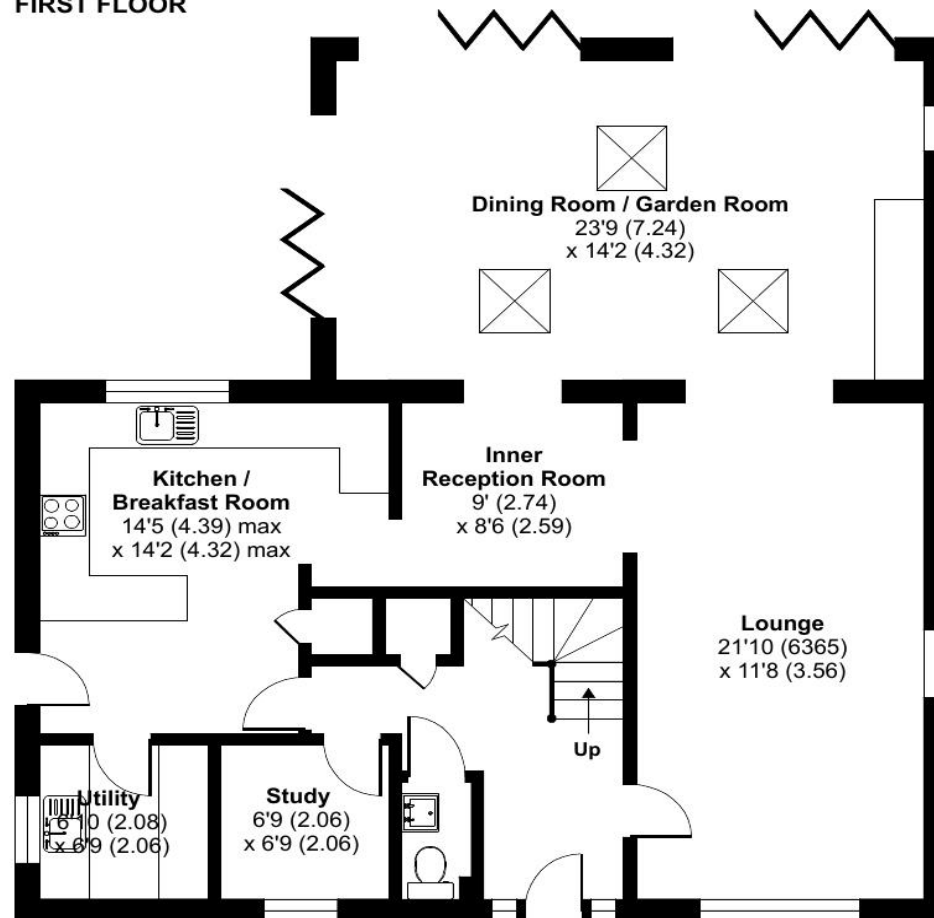 FIRST FLOOR
Dining Room / Garden Room
23'9 (7.24)
x 14'2 (4.32)
Kitchen /
Breakfast Room
14'5 (4.39) max
x 14'2 (4.32) max
Inner
Reception Room
9' (2.74)
x 8'6 (2.59)
Lounge
21'10 (6365)
x 11'8 (3.56)
Up
Utility
6'10 (2.08)
x 6'9 (2.06)
Study
6'9 (2.06)
x 6'9 (2.06)